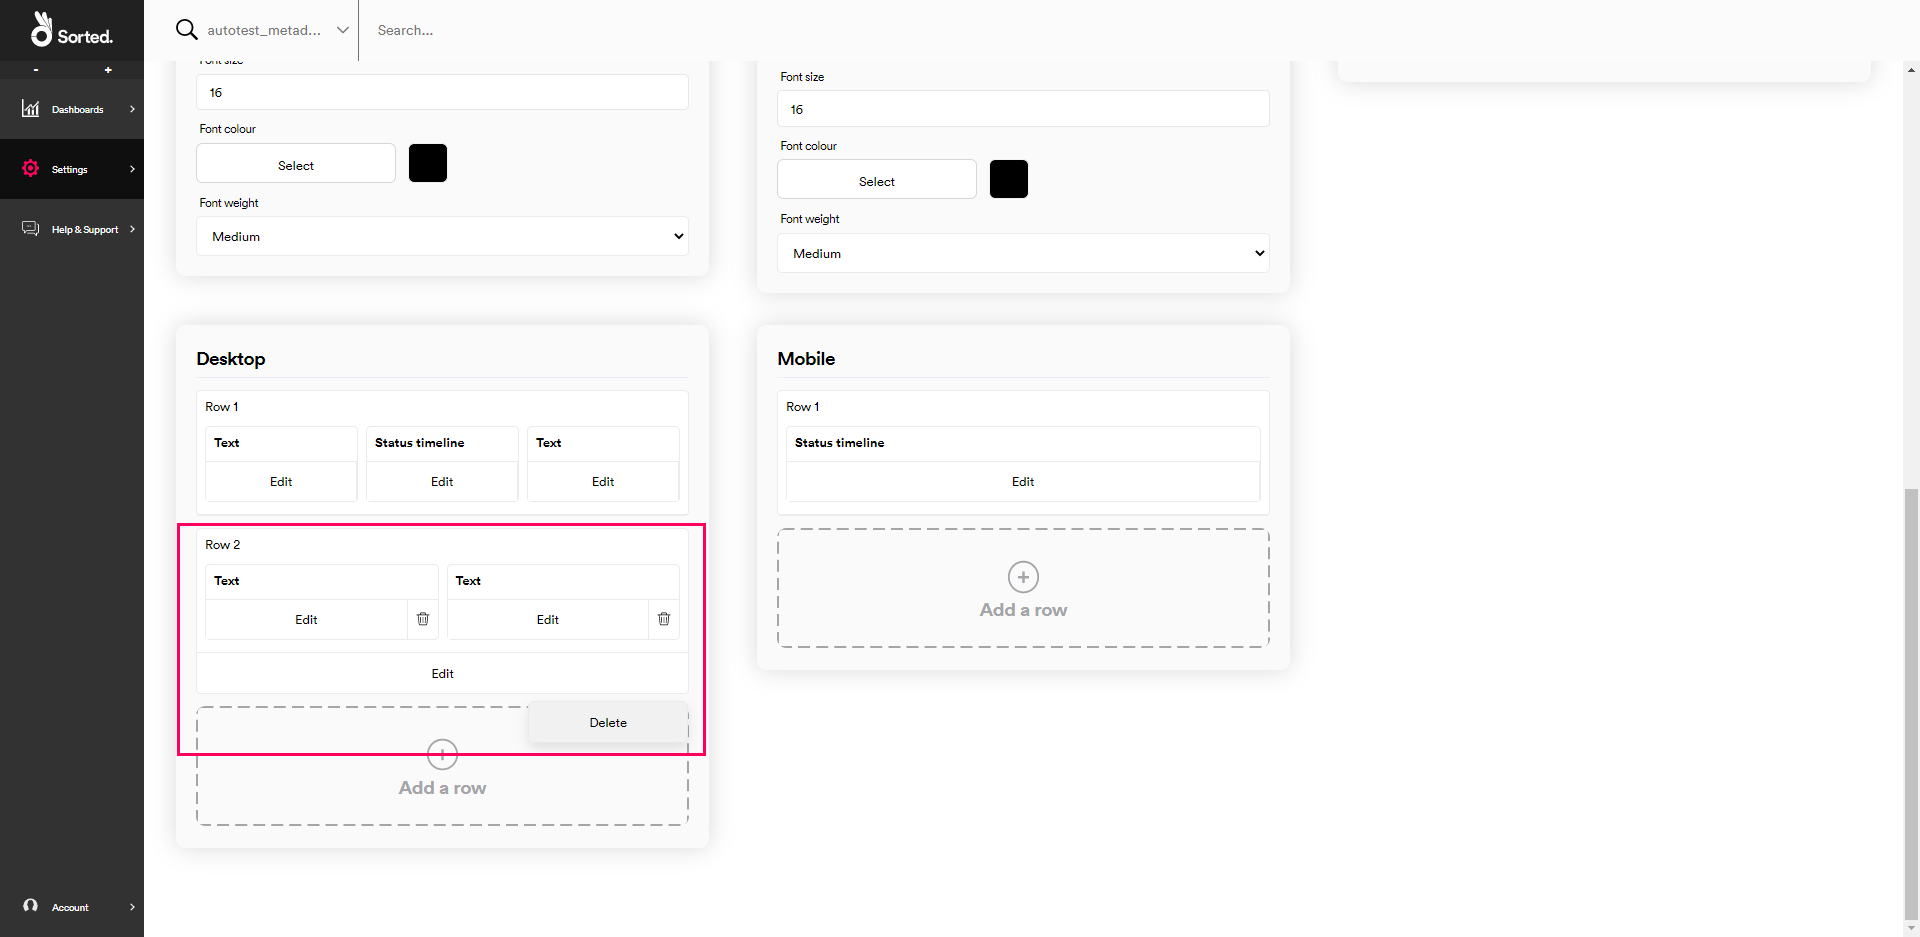 Sorted.
autotest_metad...
Search...
- +
Dashboards
Settings
Help & Support
Account
Font size
16
Font colour
Select
Font weight
Medium
Font size
16
Font colour
Select
Font weight
Medium
Desktop
Row 1
Text
Status timeline
Text
Edit
Edit
Edit
Row 2
Text
Text
Edit
Edit
Edit
Delete
Add a row
Mobile
Row 1
Status timeline
Edit
Add a row